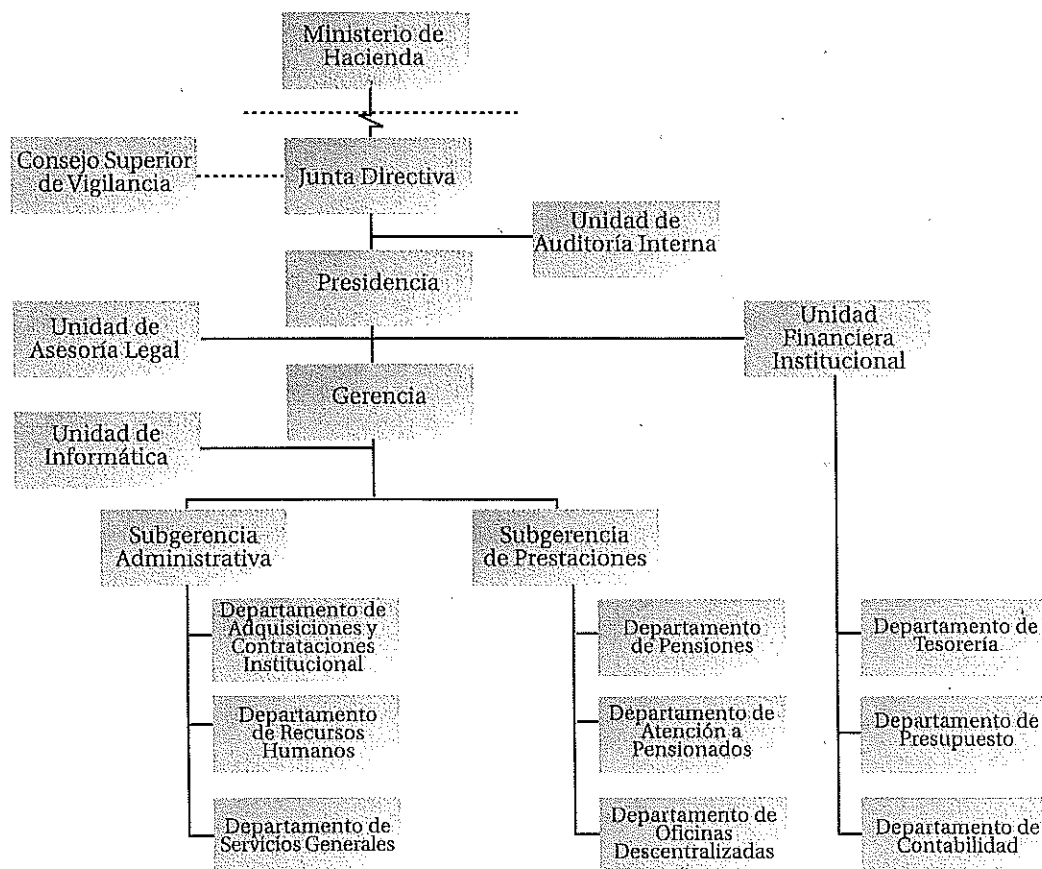 Ministerio de
Hacienda
Consejo Superior
de Vigilancia
Junta Directiva
Unidad de
Auditoría Interna
Presidencia
Unidad de
Asesoría Legal
Unidad
Financiera
Institucional
Gerencia
Unidad de
Informática
Subgerencia
Administrativa
Subgerencia
de Prestaciones
Departamento de
Adquisiciones y
Contrataciones
Institucional
Departamento
de Pensiones
Departamento de
Tesorería
Departamento
de Recursos
Humanos
Departamento de
Atención a
Pensionados
Departamento de
Presupuesto
Departamento de
Servicios Generales
Departamento de
Oficinas
Descentralizadas
Departamento de
Contabilidad